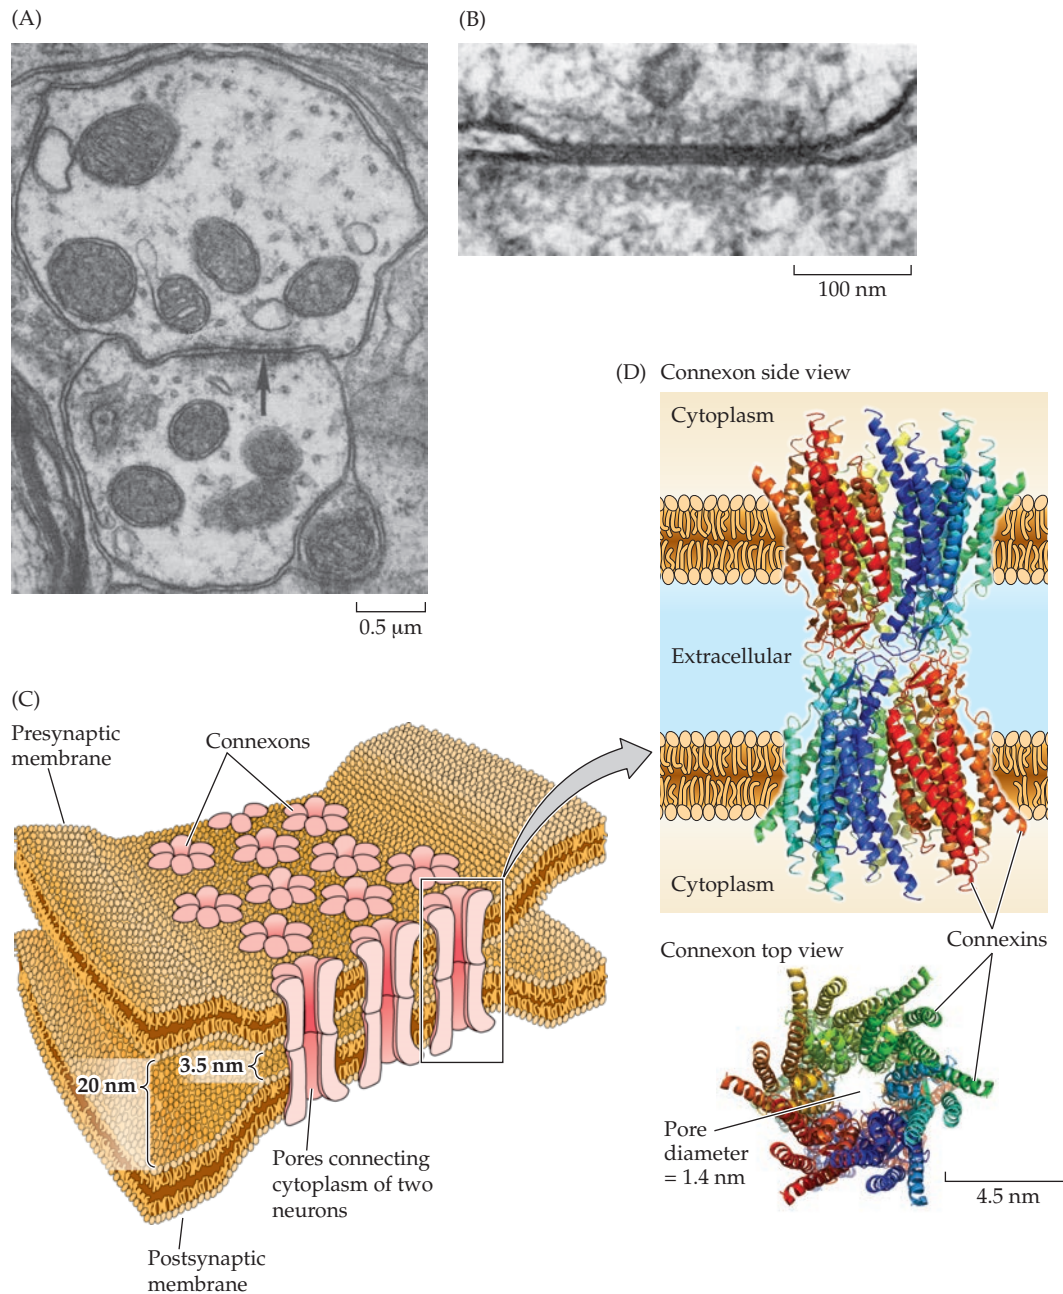 (A)
(B)
100 nm
0.5 μm
(C)
Presynaptic
membrane
Connexons
20 nm
3.5 nm
Pores connecting
cytoplasm of two
neurons
Postsynaptic
membrane
(D) Connexon side view
Cytoplasm
Extracellular
Cytoplasm
Connexins
Connexon top view
Pore
diameter
= 1.4 nm
4.5 nm